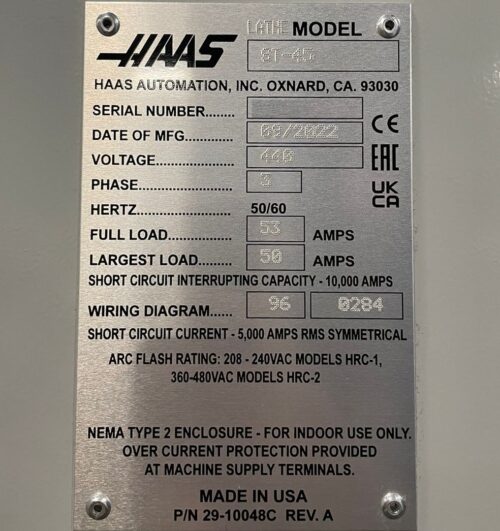 HAAS LATHE MODEL
ST-45
HAAS AUTOMATION, INC. OXNARD, CA. 93030
SERIAL NUMBER.......
DATE OF MFG............ 09/2022 CE
VOLTAGE................. 440 EAC
PHASE..................... 3 UK
CA
HERTZ 50/60
FULL LOAD............... 53 AMPS
LARGEST LOAD........ 50 AMPS
SHORT CIRCUIT INTERRUPTING CAPACITY - 10,000 AMPS
WIRING DIAGRAM...... 96 0284
SHORT CIRCUIT CURRENT - 5,000 AMPS RMS SYMMETRICAL
ARC FLASH RATING: 208 - 240VAC MODELS HRC-1,
360-480VAC MODELS HRC-2
NEMA TYPE 2 ENCLOSURE - FOR INDOOR USE ONLY.
OVER CURRENT PROTECTION PROVIDED
AT MACHINE SUPPLY TERMINALS.
MADE IN USA
P/N 29-10048C REV. A